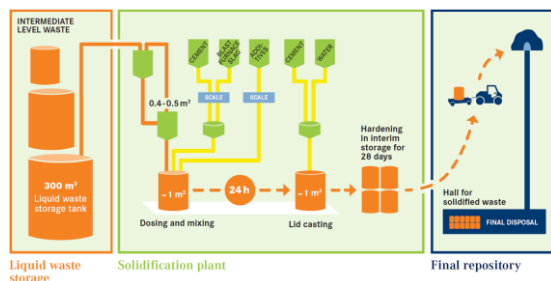 INTERMEDIATE
LEVEL WASTE
300 m³
Liquid waste
storage tank
0.4–0.5 m³
CEMENT
BLAST
FURNACE
SLAG
ADDI-
TIVES
CEMENT
WATER
SCALE
SCALE
~ 1 m³
24 h
~ 1 m³
Dosing and mixing
Lid casting
Hardening
in interim
storage for
28 days
Hall for
solidified waste
FINAL DISPOSAL
Liquid waste
storage
Solidification plant
Final repository